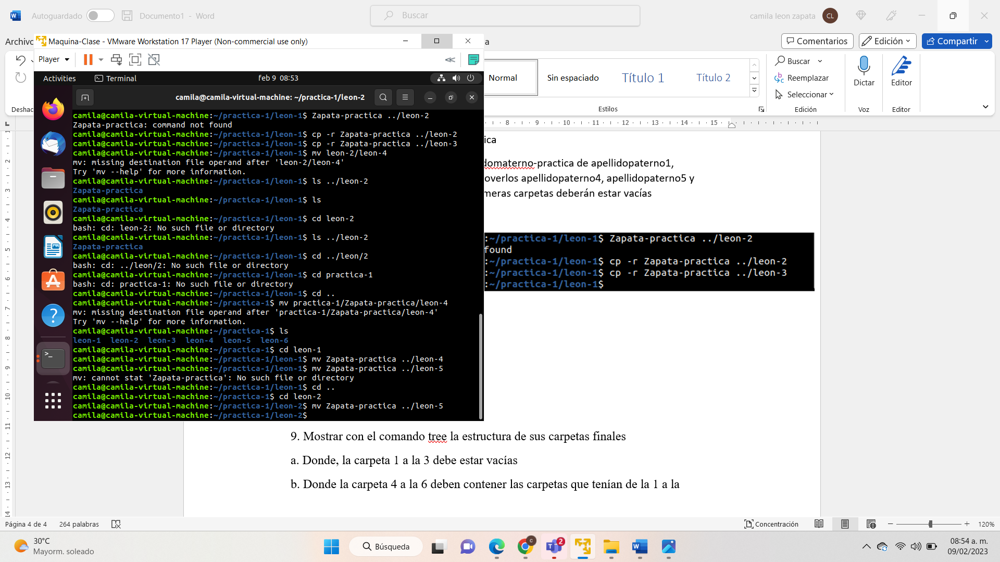 Autoguardado
Documento1 - Word
Buscar
camila leon zapata
CL
Archivo
a
Comentarios
Edición
Compartir
Maquina-Clase - VMware Workstation 17 Player (Non-commercial use only)
Player
Deshac
Normal
Sin espaciado
Título 1
Título 2
Estilos
Buscar
Reemplazar
Seleccionar
Edición
Dictar
Voz
Editor
Editor
Activities
Terminal
feb 9 08:53
camila@camila-virtual-machine: ~/practica-1/leon-2
camila@camila-virtual-machine:~/practica-1/leon-1$ Zapata-practica ../leon-2
Zapata-practica: command not found
camila@camila-virtual-machine:~/practica-1/leon-1$ cp -r Zapata-practica ../leon-2
camila@camila-virtual-machine:~/practica-1/leon-1$ cp -r Zapata-practica ../leon-3
camila@camila-virtual-machine:~/practica-1/leon-1$ mv leon-2/leon-4
mv: missing destination file operand after 'leon-2/leon-4'
Try 'mv --help' for more information.
camila@camila-virtual-machine:~/practica-1/leon-1$ ls ../leon-2
Zapata-practica
camila@camila-virtual-machine:~/practica-1/leon-1$ ls
Zapata-practica
camila@camila-virtual-machine:~/practica-1/leon-1$ cd leon-2
bash: cd: leon-2: No such file or directory
camila@camila-virtual-machine:~/practica-1/leon-1$ ls ../leon-2
Zapata-practica
camila@camila-virtual-machine:~/practica-1/leon-1$ cd ../leon/2
bash: cd: ../leon/2: No such file or directory
camila@camila-virtual-machine:~/practica-1/leon-1$ cd practica-1
bash: cd: practica-1: No such file or directory
camila@camila-virtual-machine:~/practica-1/leon-1$ cd ..
camila@camila-virtual-machine:~/practica-1$ mv practica-1/Zapata-practica/leon-4
mv: missing destination file operand after 'practica-1/Zapata-practica/leon-4'
Try 'mv --help' for more information.
camila@camila-virtual-machine:~/practica-1$ ls
leon-1 leon-2 leon-3 leon-4 leon-5 leon-6
camila@camila-virtual-machine:~/practica-1$ cd leon-1
camila@camila-virtual-machine:~/practica-1/leon-1$ mv Zapata-practica ../leon-4
camila@camila-virtual-machine:~/practica-1/leon-1$ mv Zapata-practica ../leon-5
mv: cannot stat 'Zapata-practica': No such file or directory
camila@camila-virtual-machine:~/practica-1/leon-1$ cd ..
camila@camila-virtual-machine:~/practica-1$ cd leon-2
camila@camila-virtual-machine:~/practica-1/leon-2$ mv Zapata-practica ../leon-5
camila@camila-virtual-machine:~/practica-1/leon-2$
8 9 10 11 12 13 14 15
1 2 3 4 5 6 7 8 9 10 11 12 13 14
ica
domaterno-practica de apellidopaterno1,
overlos apellidopaterno4, apellidopaterno5 y
meras carpetas deberán estar vacías
:~/practica-1/leon-1$ Zapata-practica ../leon-2
found
:~/practica-1/leon-1$ cp -r Zapata-practica ../leon-2
:~/practica-1/leon-1$ cp -r Zapata-practica ../leon-3
:~/practica-1/leon-1$
9. Mostrar con el comando tree la estructura de sus carpetas finales
a. Donde, la carpeta 1 a la 3 debe estar vacías
b. Donde la carpeta 4 a la 6 deben contener las carpetas que tenían de la 1 a la
Página 4 de 4
264 palabras
Concentración
120%
30°C
Mayorm. soleado
Búsqueda
c
2
08:54 a. m.
09/02/2023